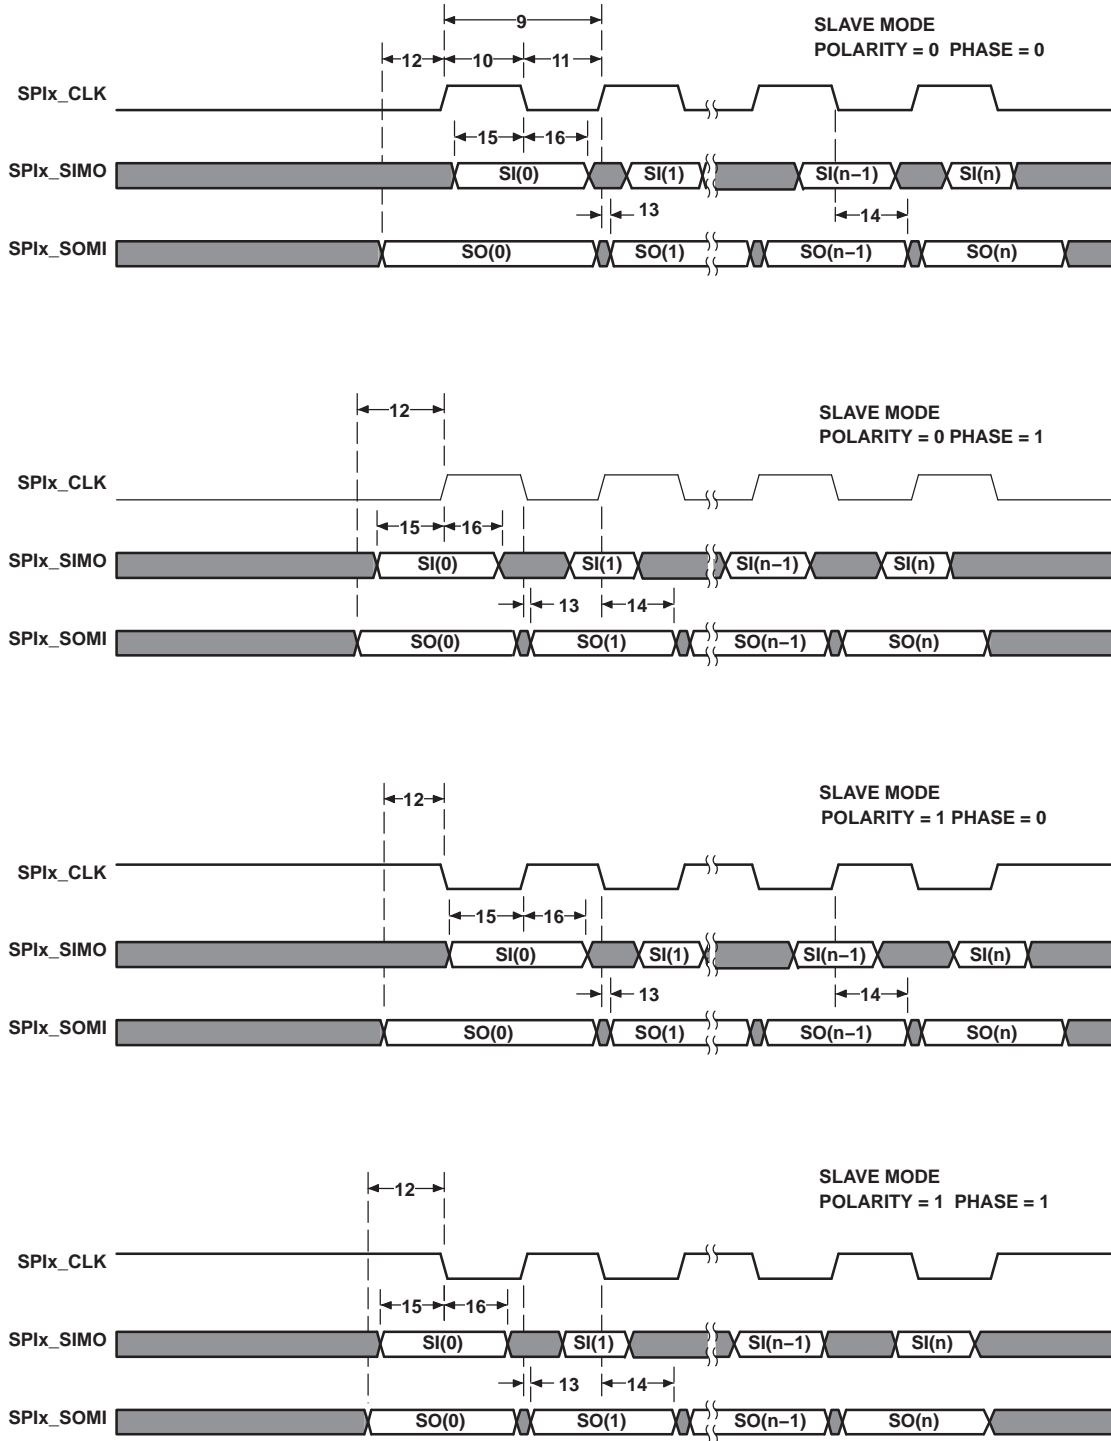 9
SLAVE MODE
POLARITY = 0 PHASE = 0
12 10 11
SPIx_CLK
15 16
SPIx_SIMO SI(0) SI(1) SI(n−1) SI(n)
13 14
SPIx_SOMI SO(0) SO(1) SO(n−1) SO(n)
12
SLAVE MODE
POLARITY = 0 PHASE = 1
SPIx_CLK
15 16
SPIx_SIMO SI(0) SI(1) SI(n−1) SI(n)
13 14
SPIx_SOMI SO(0) SO(1) SO(n−1) SO(n)
12
SLAVE MODE
POLARITY = 1 PHASE = 0
SPIx_CLK
15 16
SPIx_SIMO SI(0) SI(1) SI(n−1) SI(n)
13 14
SPIx_SOMI SO(0) SO(1) SO(n−1) SO(n)
12
SLAVE MODE
POLARITY = 1 PHASE = 1
SPIx_CLK
15 16
SPIx_SIMO SI(0) SI(1) SI(n−1) SI(n)
13 14
SPIx_SOMI SO(0) SO(1) SO(n−1) SO(n)